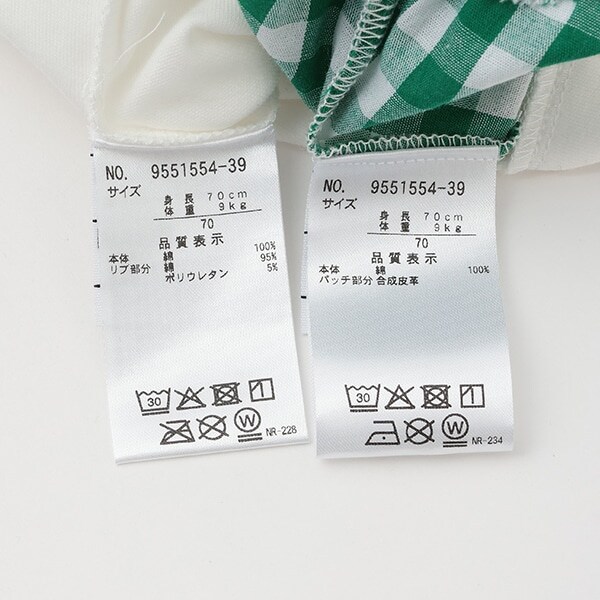 NO. 9551554-39
サイズ
身 長 70cm
体 重 9kg
70
品質表示
本体 綿 100%
リブ部分 綿 95%
ポリウレタン 5%
30
W
NR-228
NO. 9551554-39
サイズ
身 長 70cm
体 重 9kg
70
品質表示
本体 綿 100%
パッチ部分 合成皮革
30
W
NR-234